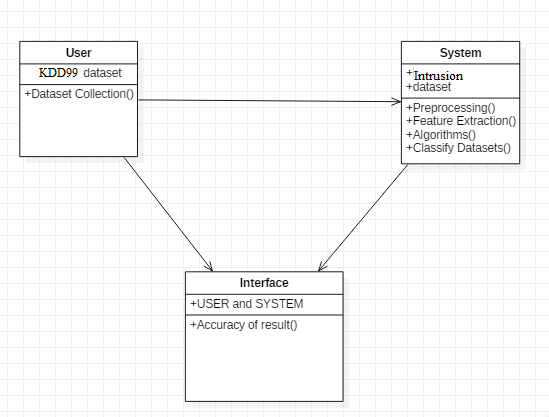 User
KDD99 dataset
+Dataset Collection()
System
+Intrusion
+dataset
+Preprocessing()
+Feature Extraction()
+Algorithms()
+Classify Datasets()
Interface
+USER and SYSTEM
+Accuracy of result()